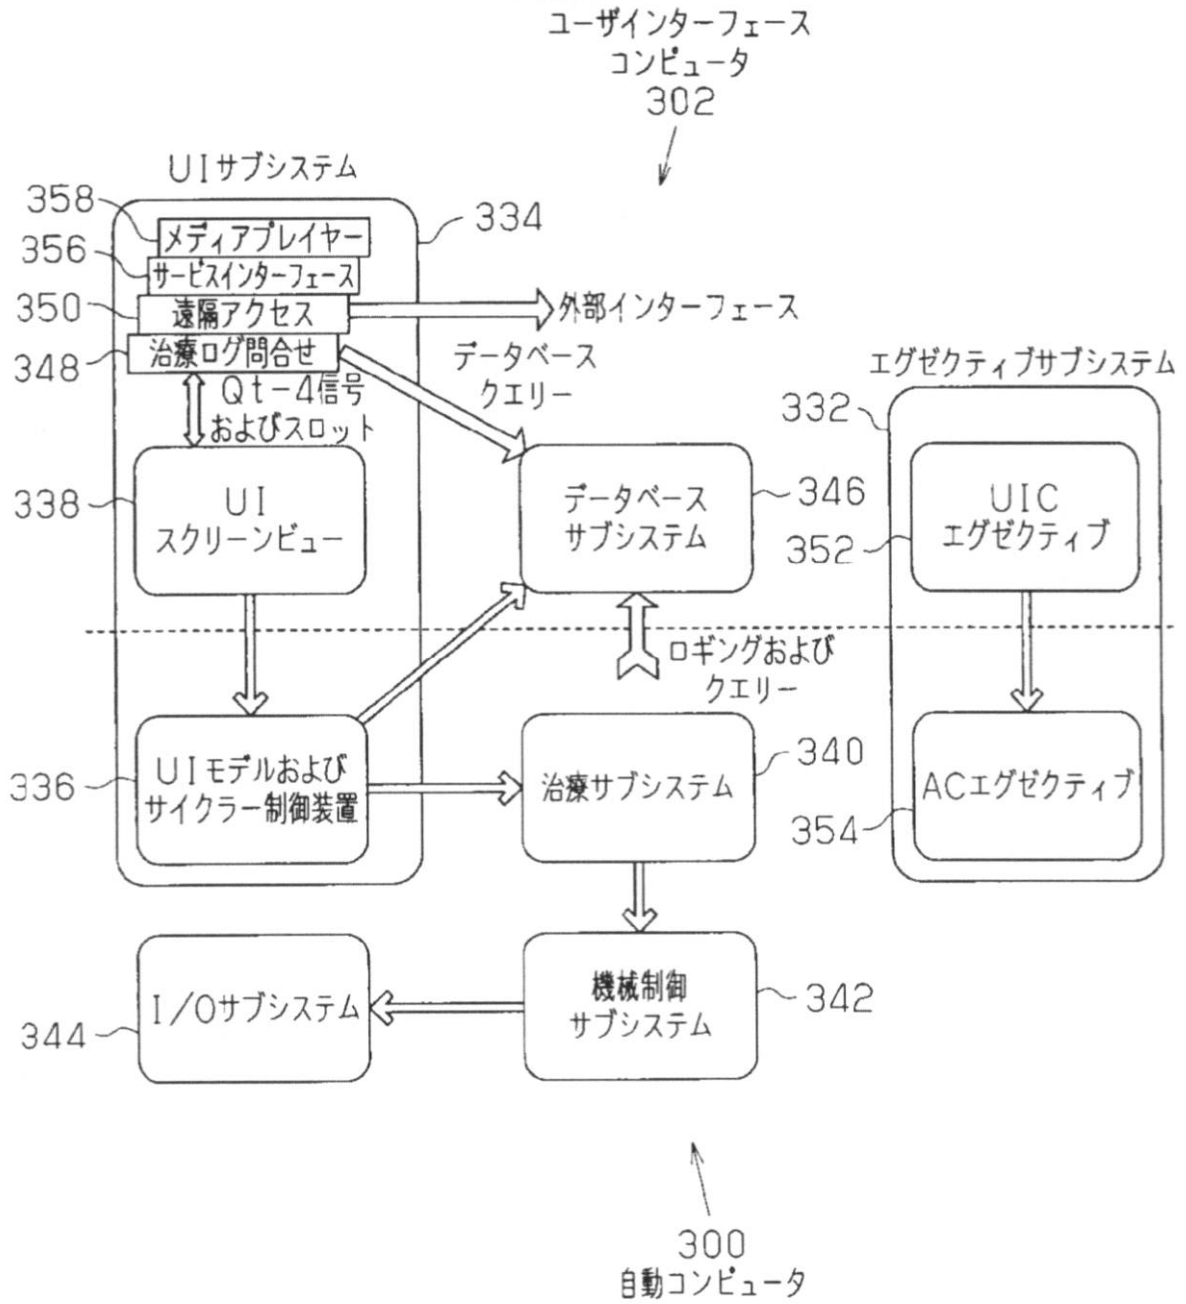 ユーザインターフェース
コンピュータ
302
UIサブシステム
358
334
メディアプレイヤー
356
サービスインターフェース
350
遠隔アクセス
外部インターフェース
348
治療ログ問合せ
データベース
クエリー
Qt-4信号
およびスロット
エグゼクティブサブシステム
332
338
UI
スクリーンビュー
データベース
サブシステム
346
UIC
エグゼクティブ
352
ロギングおよび
クエリー
336
UIモデルおよび
サイクラー制御装置
治療サブシステム
340
ACエグゼクティブ
354
344
I/Oサブシステム
機械制御
サブシステム
342
300
自動コンピュータ